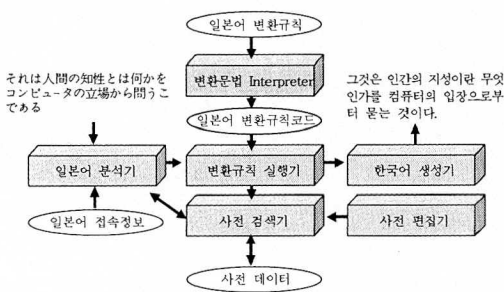 일본어 변환규칙
변환문법 Interpreter
それは人間の知性とは何かを
コンピュータの立場から問うこ
である
일본어 변환규칙코드
그것은 인간의 지성이란 무엇
인가를 컴퓨터의 입장으로부
터 묻는 것이다.
일본어 분석기
변환규칙 실행기
한국어 생성기
일본어 접속정보
사전 검색기
사전 편집기
사전 데이터